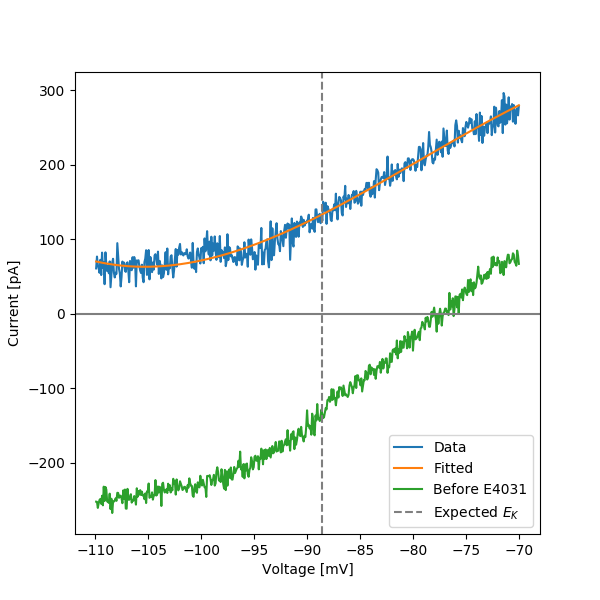 300
200
100
0
−100
−200
Current [pA]
Data
Fitted
Before E4031
Expected E_K
−110 −105 −100 −95 −90 −85 −80 −75 −70
Voltage [mV]